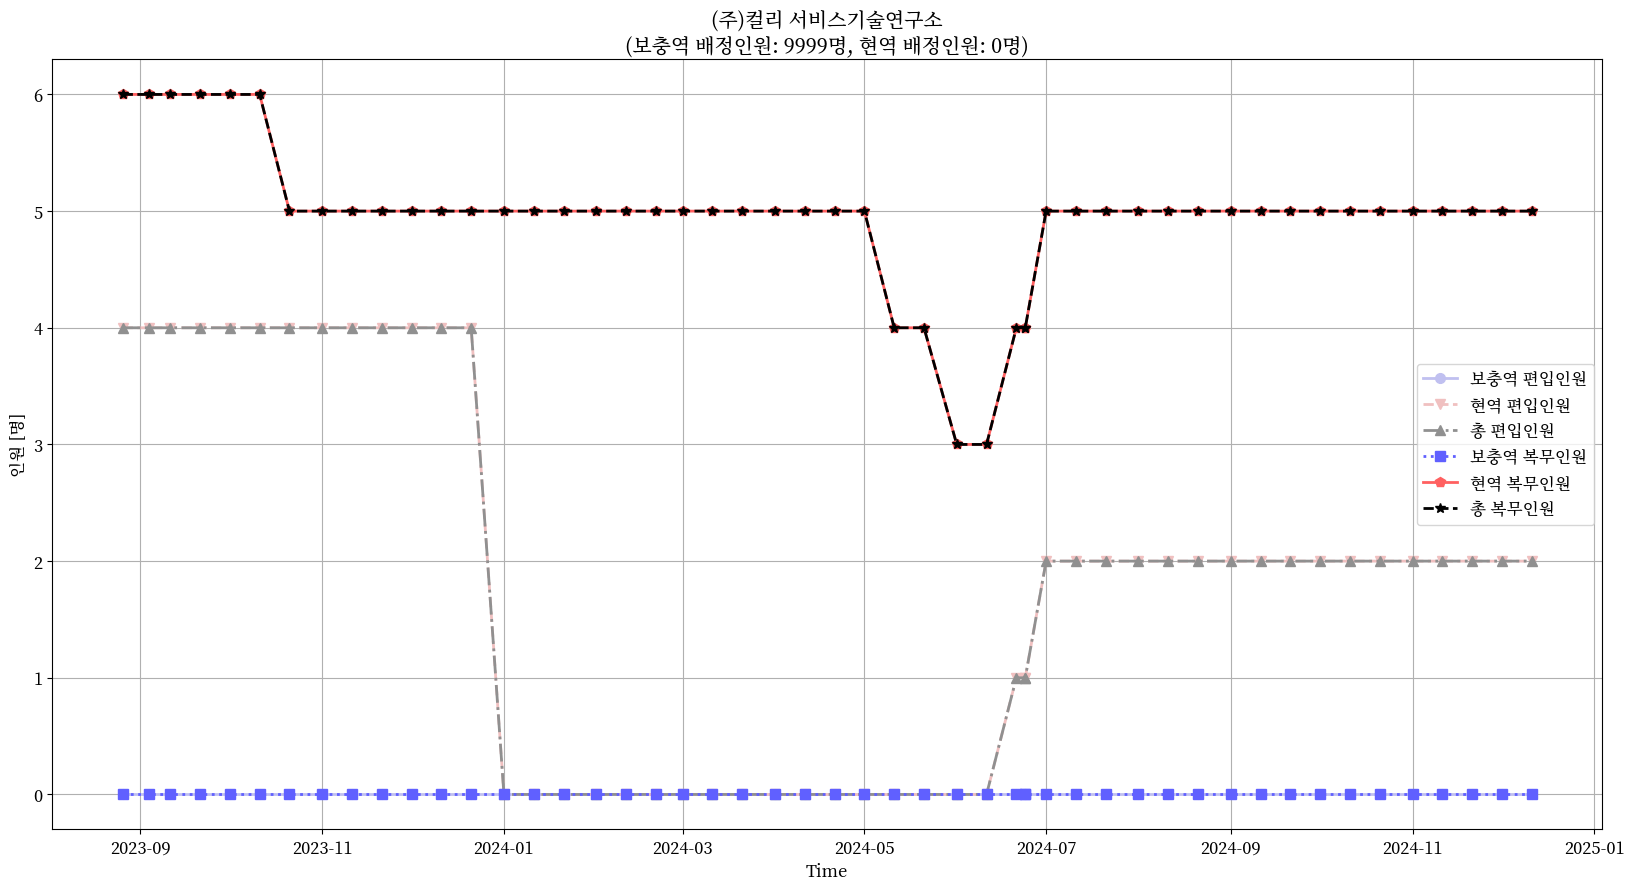 (주)컬리 서비스기술연구소
(보충역 배정인원: 9999명, 현역 배정인원: 0명)
6
5
4
3
2
1
0
인원 [명]
보충역 편입인원
현역 편입인원
총 편입인원
보충역 복무인원
현역 복무인원
총 복무인원
2023-09 2023-11 2024-01 2024-03 2024-05 2024-07 2024-09 2024-11 2025-01
Time